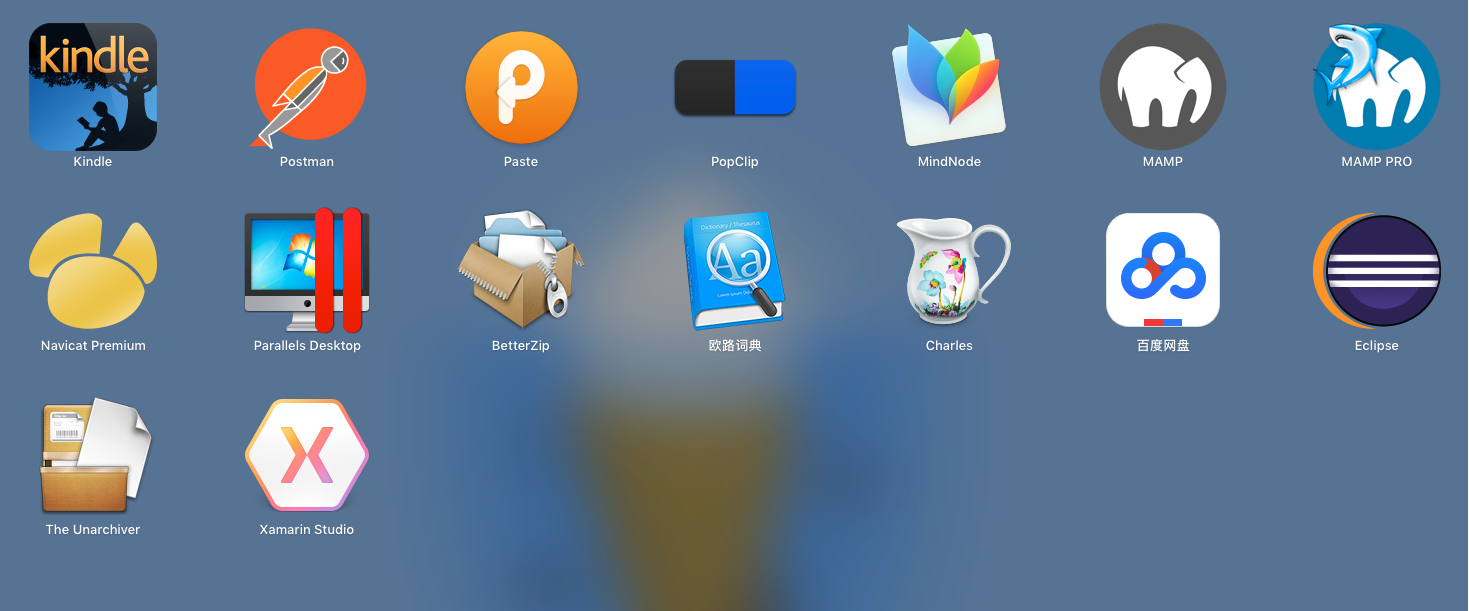 kindle
Kindle
Postman
Paste
PopClip
MindNode
MAMP
MAMP PRO
Navicat Premium
Parallels Desktop
BetterZip
Dictionary / Thesaurus
Aa
欧路词典
Charles
百度网盘
Eclipse
The Unarchiver
Xamarin Studio